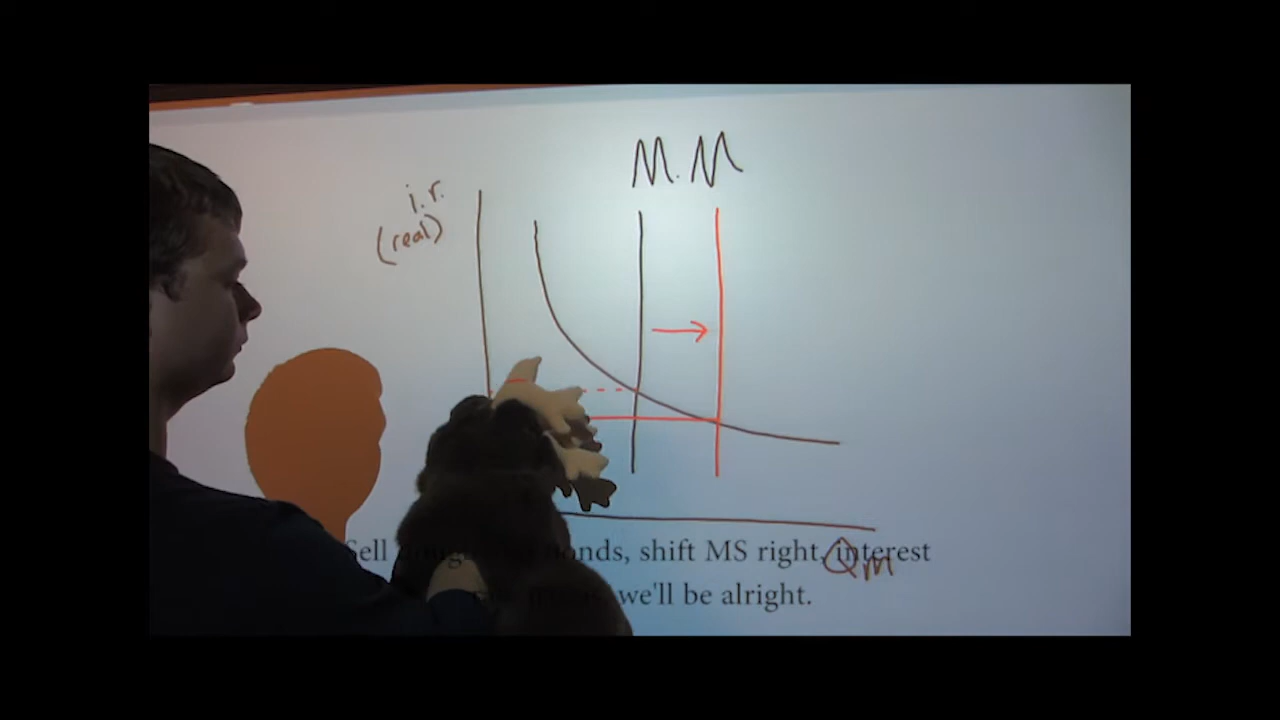 M.M
i.r.
(real)
Sell bonds, shift MS right, interest
Qm
we'll be alright.